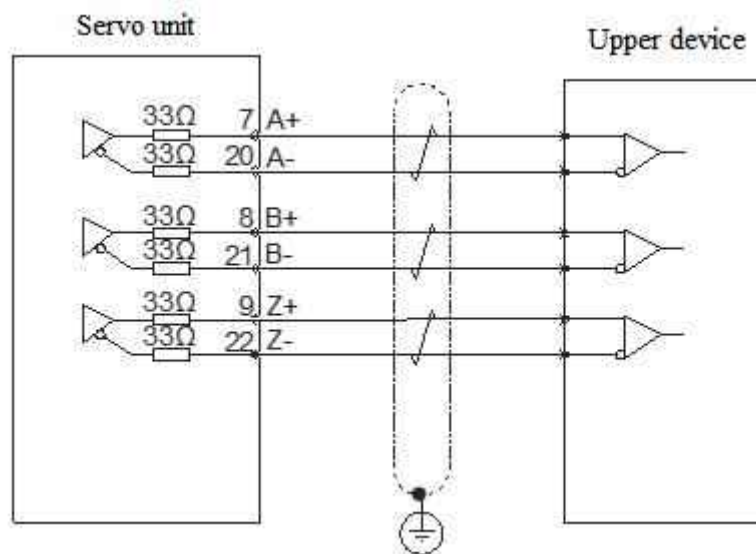 Servo unit
Upper device
33Ω 7 A+
33Ω 20 A-
33Ω 8 B+
33Ω 21 B-
33Ω 9 Z+
33Ω 22 Z-